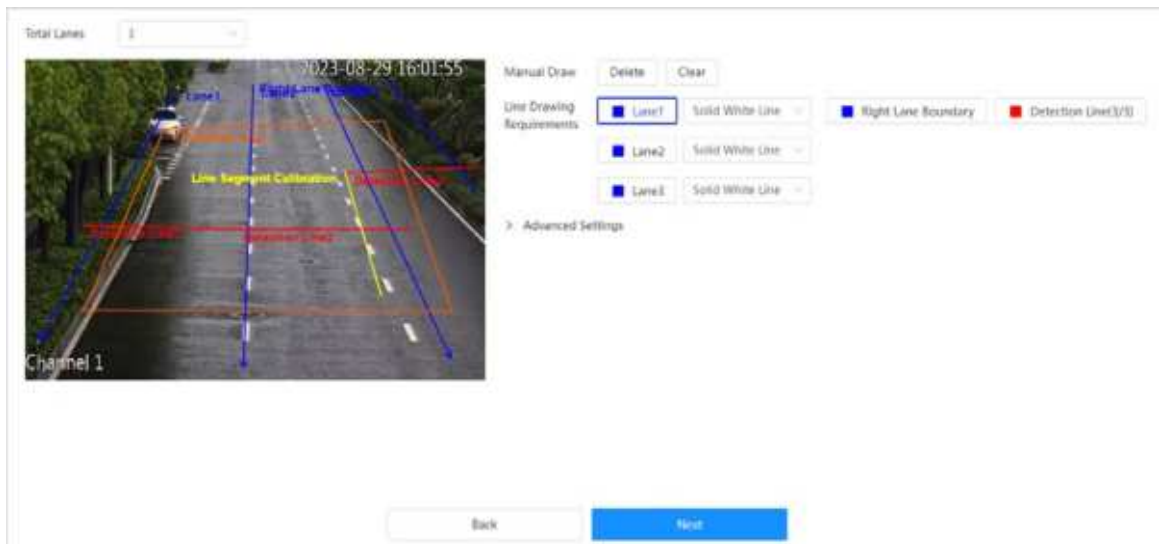 Total Lanes 3
2023-08-29 16:01:55
Lane1
Line Segment Calibration
Channel 1
Manual Draw Delete Clear
Line Drawing Requirements
Lane1 Solid White Line Right Lane Boundary Detection Line(3/3)
Lane2 Solid White Line
Lane3 Solid White Line
> Advanced Settings
Back Next